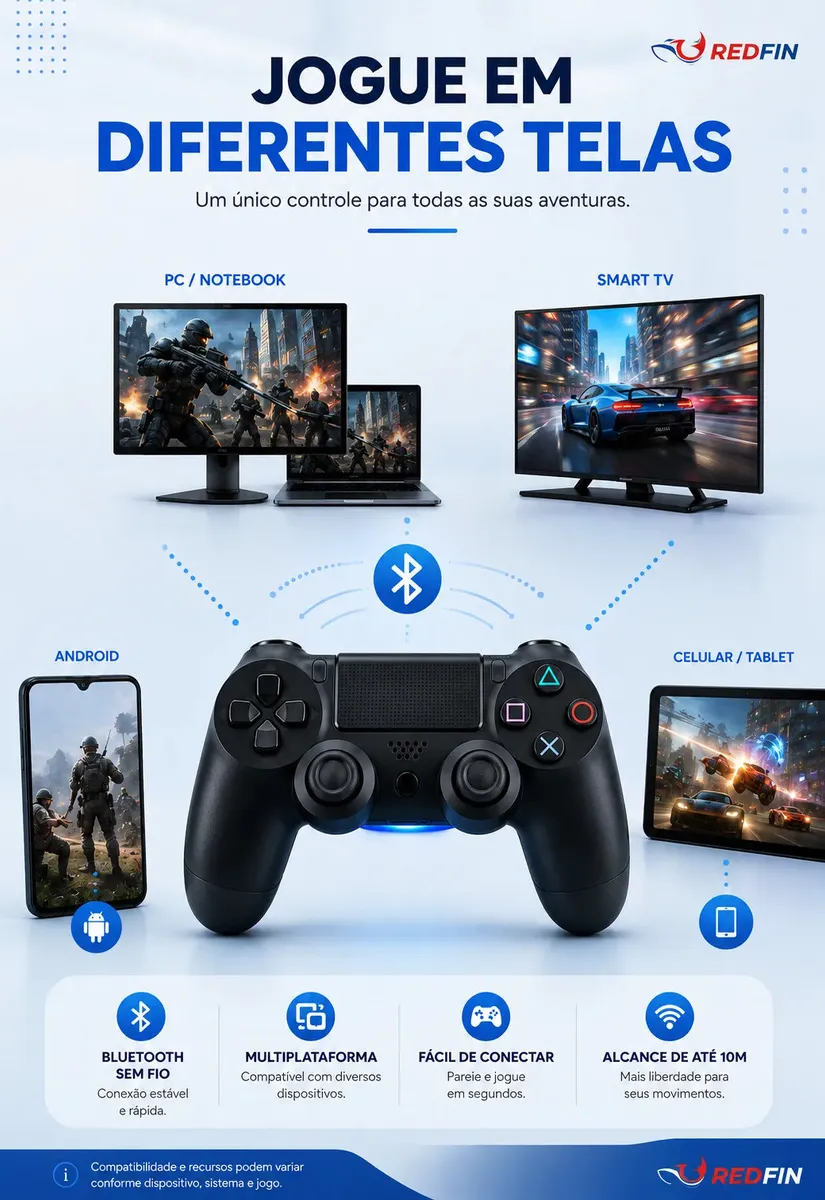 REDFIN
JOGUE EM
DIFERENTES TELAS
Um único controle para todas as suas aventuras.
PC / NOTEBOOK
SMART TV
ANDROID
CELULAR / TABLET
BLUETOOTH
SEM FIO
Conexão estável
e rápida.
MULTIPLATAFORMA
Compatível com diversos
dispositivos.
FÁCIL DE CONECTAR
Pareie e jogue
em segundos.
ALCANCE DE ATÉ 10M
Mais liberdade para
seus movimentos.
i
Compatibilidade e recursos podem variar
conforme dispositivo, sistema e jogo.
REDFIN